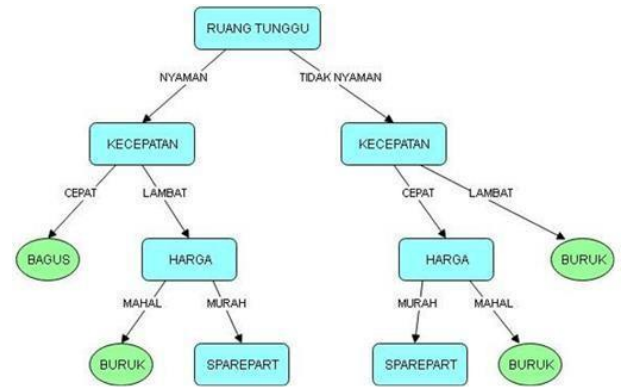 RUANG TUNGGU
NYAMAN
TIDAK NYAMAN
KECEPATAN
KECEPATAN
CEPAT
LAMBAT
CEPAT
LAMBAT
BAGUS
HARGA
HARGA
BURUK
MAHAL
MURAH
MURAH
MAHAL
BURUK
SPAREPART
SPAREPART
BURUK